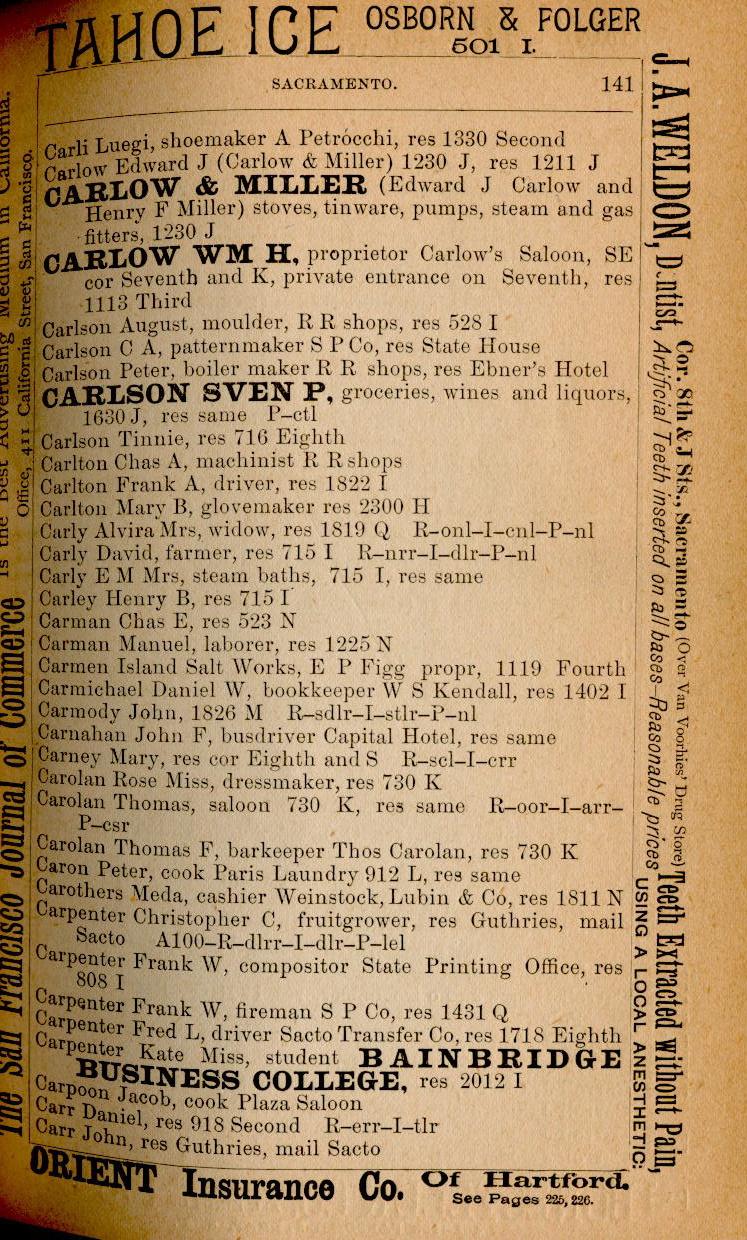 TAHOE ICE OSBORN & FOLGER
501 I.
SACRAMENTO. 141
Carli Luegi, shoemaker A Petrócchi, res 1330 Second
Carlow Edward J (Carlow & Miller) 1230 J, res 1211 J
CARLOW & MILLER (Edward J Carlow and
Henry F Miller) stoves, tinware, pumps, steam and gas
fitters, 1230 J
CARLOW WM H, proprietor Carlow's Saloon, SE
cor Seventh and K, private entrance on Seventh, res
1113 Third
Carlson August, moulder, R R shops, res 528 I
Carlson C A, patternmaker S P Co, res State House
Carlson Peter, boiler maker R R shops, res Ebner's Hotel
CARLSON SVEN P, groceries, wines and liquors,
1630 J, res same P–ctl
Carlson Tinnie, res 716 Eighth
Carlton Chas A, machinist R R shops
Carlton Frank A, driver, res 1822 I
Carlton Mary B, glovemaker res 2300 H
Carly Alvira Mrs, widow, res 1819 Q R–onl–I–cnl–P–nl
Carly David, farmer, res 715 I R–nrr–I–dlr–P–nl
Carly E M Mrs, steam baths, 715 I, res same
Carley Henry B, res 715 I
Carman Chas E, res 523 N
Carman Manuel, laborer, res 1225 N
Carmen Island Salt Works, E P Figg propr, 1119 Fourth
Carmichael Daniel W, bookkeeper W S Kendall, res 1402 I
Carmody John, 1826 M R–sdlr–I–stlr–P–nl
Carnahan John F, busdriver Capital Hotel, res same
Carney Mary, res cor Eighth and S R–scl–I–crr
Carolan Rose Miss, dressmaker, res 730 K
Carolan Thomas, saloon 730 K, res same R–oor–I–arr–
P–csr
Carolan Thomas F, barkeeper Thos Carolan, res 730 K
Caron Peter, cook Paris Laundry 912 L, res same
Carothers Meda, cashier Weinstock, Lubin & Co, res 1811 N
Carpenter Christopher C, fruitgrower, res Guthries, mail
Sacto A100–R–dlrr–I–dlr–P–lel
Carpenter Frank W, compositor State Printing Office, res
808 I
Carpenter Frank W, fireman S P Co, res 1431 Q
Carpenter Fred L, driver Sacto Transfer Co, res 1718 Eighth
Carpenter Kate Miss, student BAINBRIDGE
BUSINESS COLLEGE, res 2012 I
Carpoon Jacob, cook Plaza Saloon
Carr Daniel, res 918 Second R–err–I–tlr
Carr John, res Guthries, mail Sacto
ORIENT Insurance Co. Of Hartford.
See Pages 225, 226.
The San Francisco Journal of Commerce Is the Best Advertising Medium in California.
Office, 411 California Street, San Francisco.
J. A. WELDON, D ntist, Cor. 8th & J Sts., Sacramento (Over Van Voorhies' Drug Store)
Artificial Teeth inserted on all bases—Reasonable prices
Teeth Extracted without Pain,
USING A LOCAL ANESTHETIC: